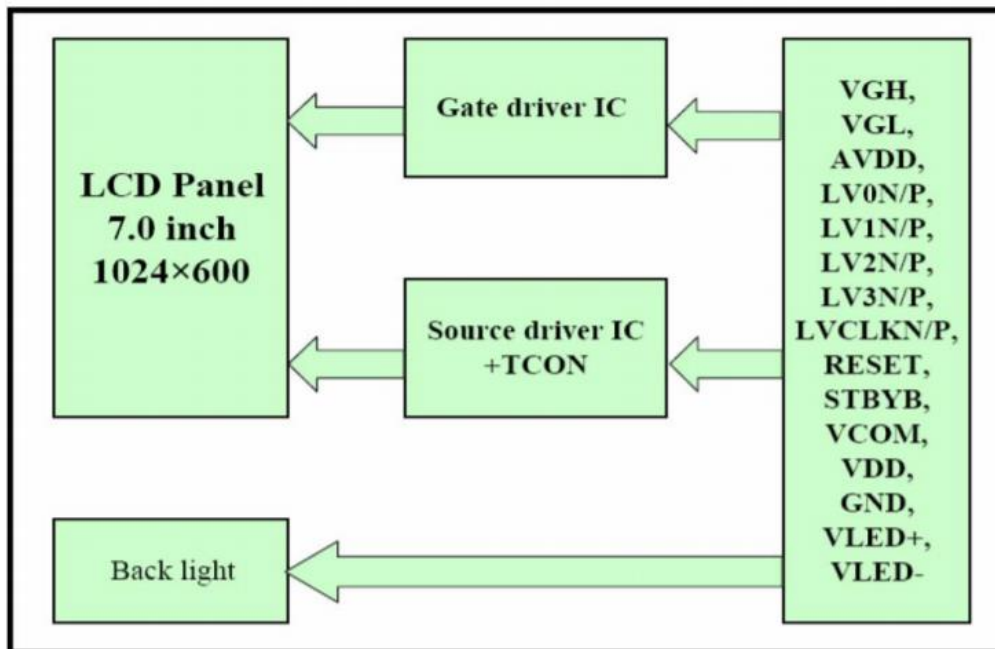 LCD Panel
7.0 inch
1024×600
Gate driver IC
Source driver IC
+TCON
Back light
VGH,
VGL,
AVDD,
LV0N/P,
LV1N/P,
LV2N/P,
LV3N/P,
LVCLKN/P,
RESET,
STBYB,
VCOM,
VDD,
GND,
VLED+,
VLED-